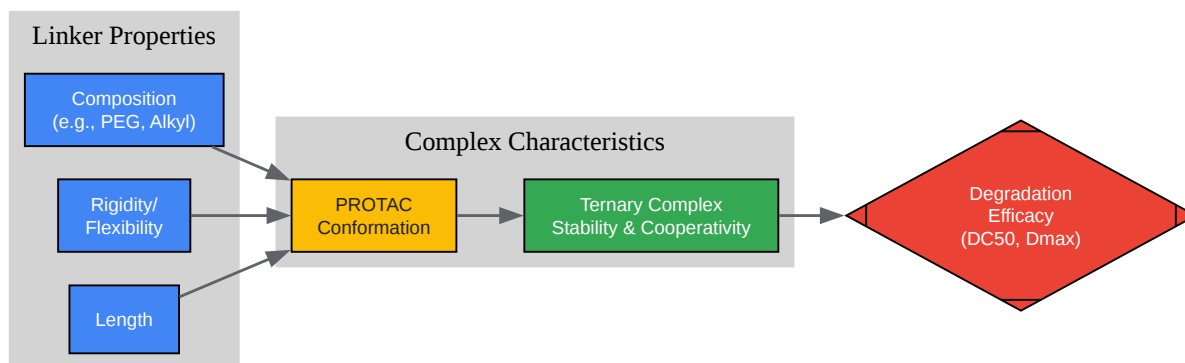 Linker Properties
Composition
(e.g., PEG, Alkyl)
Rigidity/
Flexibility
Length
Complex Characteristics
PROTAC
Conformation
Ternary Complex
Stability & Cooperativity
Degradation
Efficacy
(DC50, Dmax)